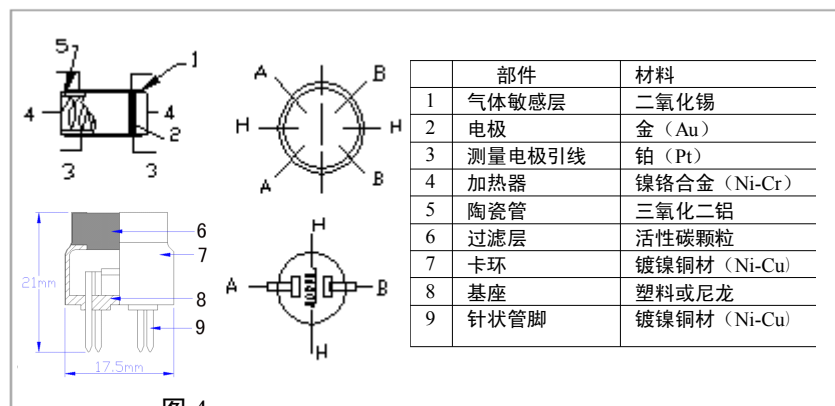 5
1
4
4
2
3
3
A
B
H
H
A
B
部件 材料
1 气体敏感层 二氧化锡
2 电极 金（Au）
3 测量电极引线 铂（Pt）
4 加热器 镍铬合金（Ni-Cr）
5 陶瓷管 三氧化二铝
6 过滤层 活性碳颗粒
7 卡环 镀镍铜材（Ni-Cu）
8 基座 塑料或尼龙
9 针状管脚 镀镍铜材（Ni-Cu）
6
7
21mm
8
9
17.5mm
H
A
B
H